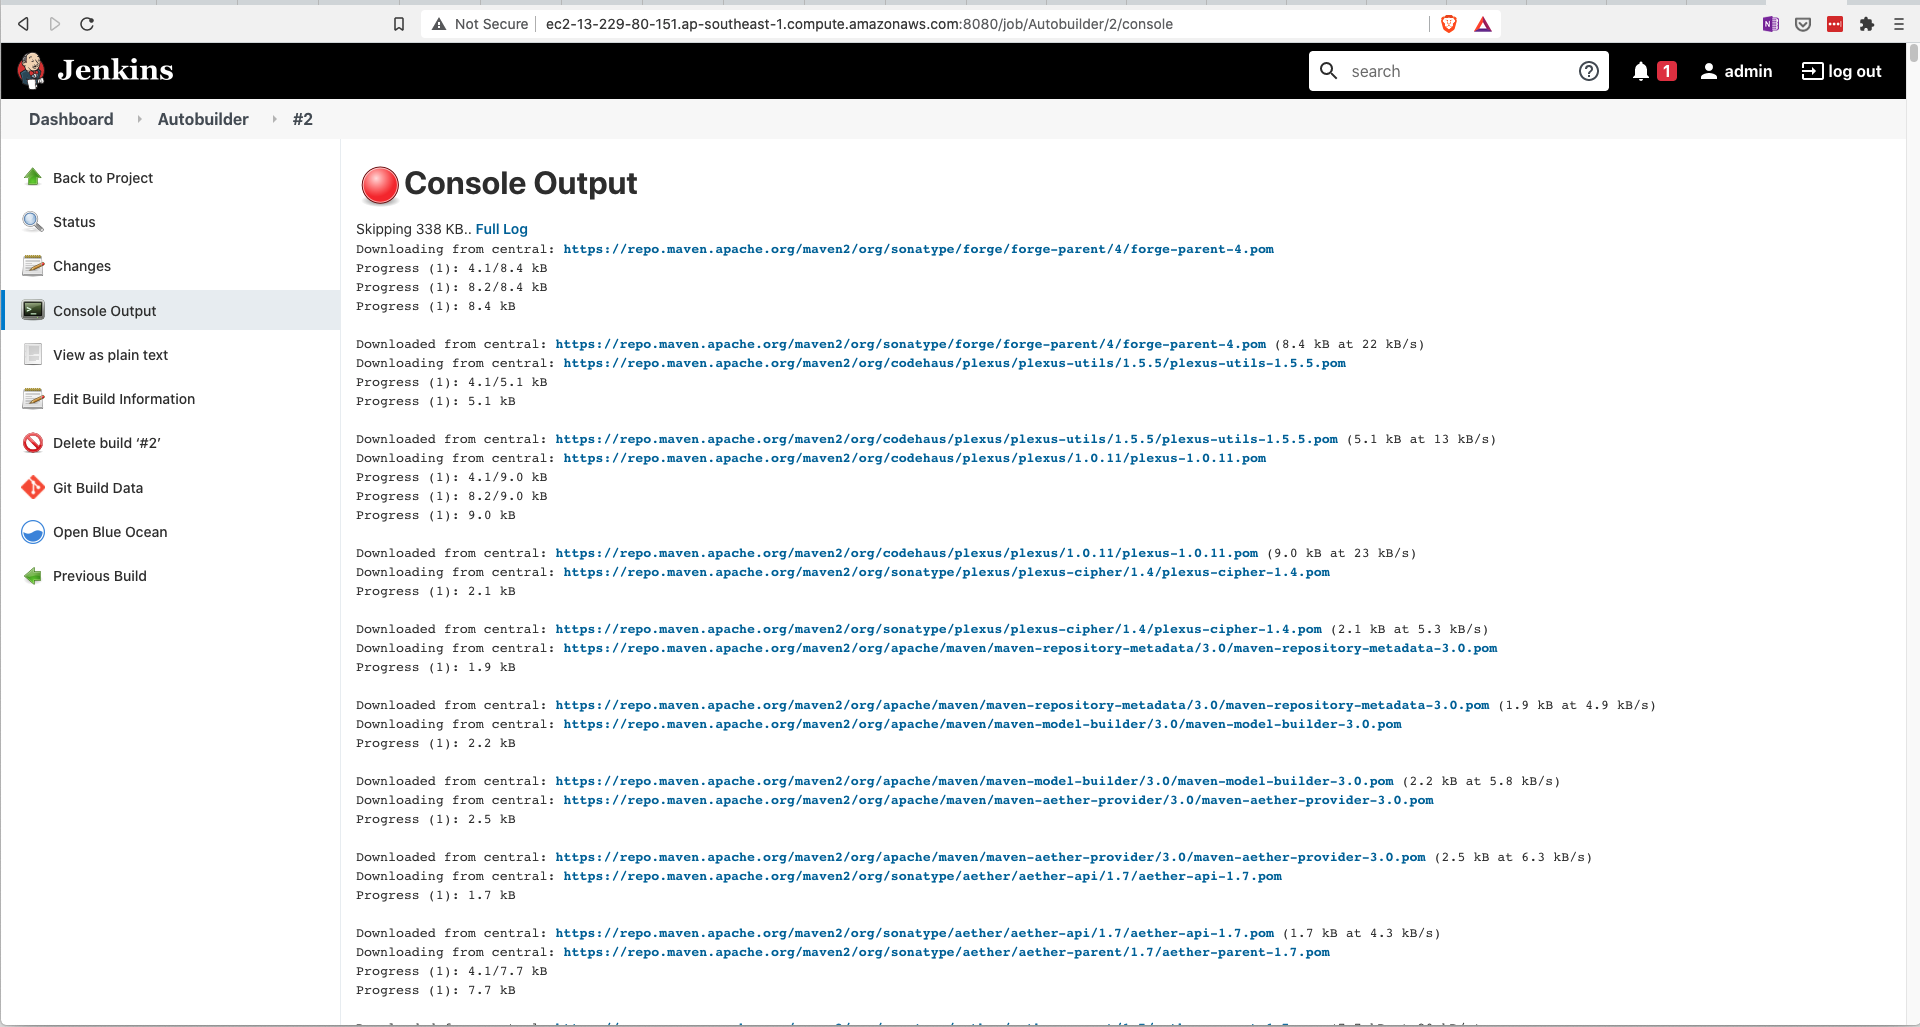 Not Secure ec2-13-229-80-151.ap-southeast-1.compute.amazonaws.com:8080/job/Autobuilder/2/console
Jenkins
search
1
admin
log out
Dashboard
Autobuilder
#2
Back to Project
Status
Changes
Console Output
View as plain text
Edit Build Information
Delete build ‘#2’
Git Build Data
Open Blue Ocean
Previous Build
Console Output
Skipping 338 KB.. Full Log
Downloading from central: https://repo.maven.apache.org/maven2/org/sonatype/forge/forge-parent/4/forge-parent-4.pom
Progress (1): 4.1/8.4 kB
Progress (1): 8.2/8.4 kB
Progress (1): 8.4 kB
Downloaded from central: https://repo.maven.apache.org/maven2/org/sonatype/forge/forge-parent/4/forge-parent-4.pom (8.4 kB at 22 kB/s)
Downloading from central: https://repo.maven.apache.org/maven2/org/codehaus/plexus/plexus-utils/1.5.5/plexus-utils-1.5.5.pom
Progress (1): 4.1/5.1 kB
Progress (1): 5.1 kB
Downloaded from central: https://repo.maven.apache.org/maven2/org/codehaus/plexus/plexus-utils/1.5.5/plexus-utils-1.5.5.pom (5.1 kB at 13 kB/s)
Downloading from central: https://repo.maven.apache.org/maven2/org/codehaus/plexus/plexus/1.0.11/plexus-1.0.11.pom
Progress (1): 4.1/9.0 kB
Progress (1): 8.2/9.0 kB
Progress (1): 9.0 kB
Downloaded from central: https://repo.maven.apache.org/maven2/org/codehaus/plexus/plexus/1.0.11/plexus-1.0.11.pom (9.0 kB at 23 kB/s)
Downloading from central: https://repo.maven.apache.org/maven2/org/sonatype/plexus/plexus-cipher/1.4/plexus-cipher-1.4.pom
Progress (1): 2.1 kB
Downloaded from central: https://repo.maven.apache.org/maven2/org/sonatype/plexus/plexus-cipher/1.4/plexus-cipher-1.4.pom (2.1 kB at 5.3 kB/s)
Downloading from central: https://repo.maven.apache.org/maven2/org/apache/maven/maven-repository-metadata/3.0/maven-repository-metadata-3.0.pom
Progress (1): 1.9 kB
Downloaded from central: https://repo.maven.apache.org/maven2/org/apache/maven/maven-repository-metadata/3.0/maven-repository-metadata-3.0.pom (1.9 kB at 4.9 kB/s)
Downloading from central: https://repo.maven.apache.org/maven2/org/apache/maven/maven-model-builder/3.0/maven-model-builder-3.0.pom
Progress (1): 2.2 kB
Downloaded from central: https://repo.maven.apache.org/maven2/org/apache/maven/maven-model-builder/3.0/maven-model-builder-3.0.pom (2.2 kB at 5.8 kB/s)
Downloading from central: https://repo.maven.apache.org/maven2/org/apache/maven/maven-aether-provider/3.0/maven-aether-provider-3.0.pom
Progress (1): 2.5 kB
Downloaded from central: https://repo.maven.apache.org/maven2/org/apache/maven/maven-aether-provider/3.0/maven-aether-provider-3.0.pom (2.5 kB at 6.3 kB/s)
Downloading from central: https://repo.maven.apache.org/maven2/org/sonatype/aether/aether-api/1.7/aether-api-1.7.pom
Progress (1): 1.7 kB
Downloaded from central: https://repo.maven.apache.org/maven2/org/sonatype/aether/aether-api/1.7/aether-api-1.7.pom (1.7 kB at 4.3 kB/s)
Downloading from central: https://repo.maven.apache.org/maven2/org/sonatype/aether/aether-parent/1.7/aether-parent-1.7.pom
Progress (1): 4.1/7.7 kB
Progress (1): 7.7 kB